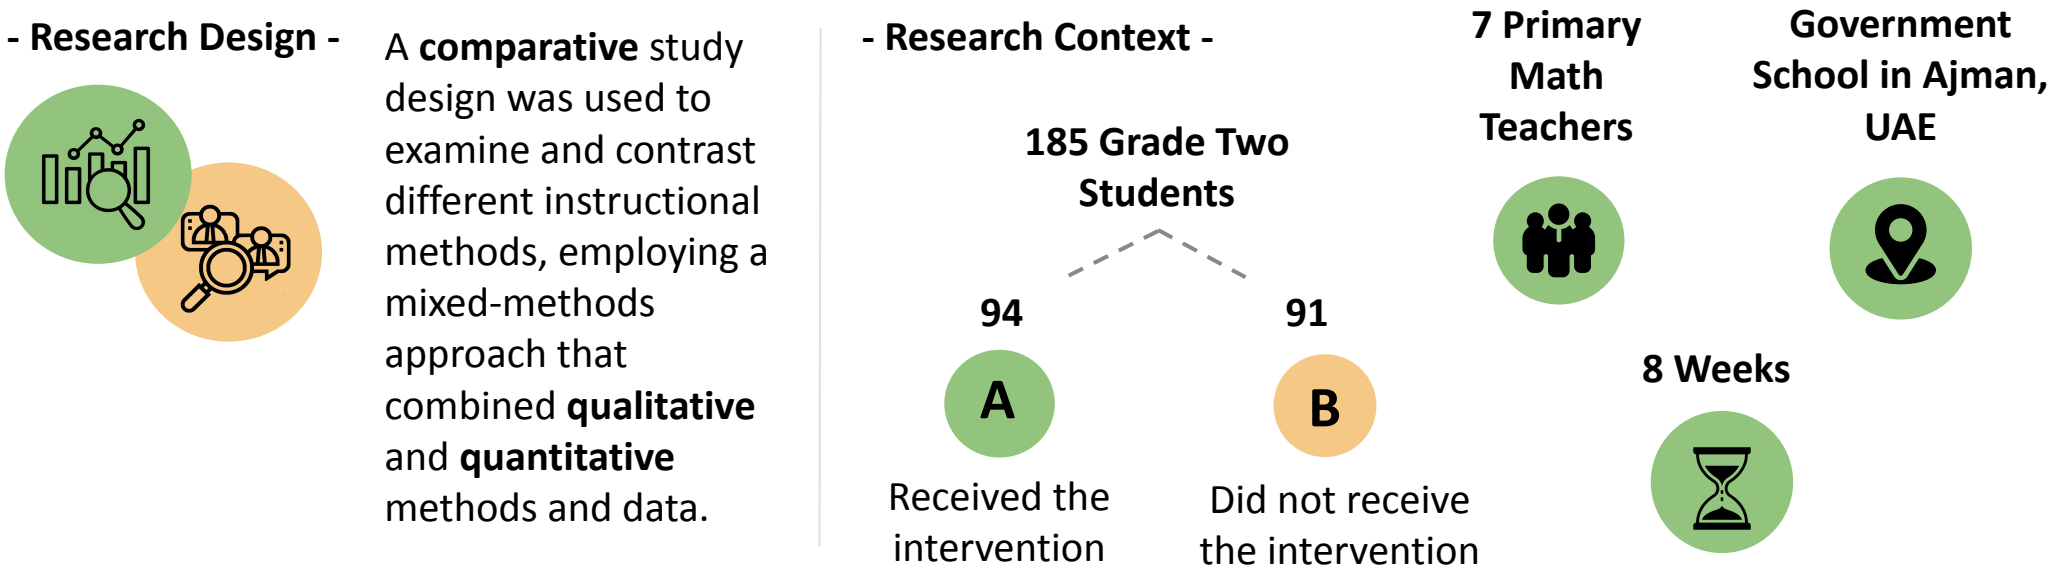 - Research Design -
A comparative study
design was used to
examine and contrast
different instructional
methods, employing a
mixed-methods
approach that
combined qualitative
and quantitative
methods and data.
- Research Context -
185 Grade Two
Students
94
A
Received the
intervention
91
B
Did not receive
the intervention
7 Primary
Math
Teachers
Government
School in Ajman,
UAE
8 Weeks